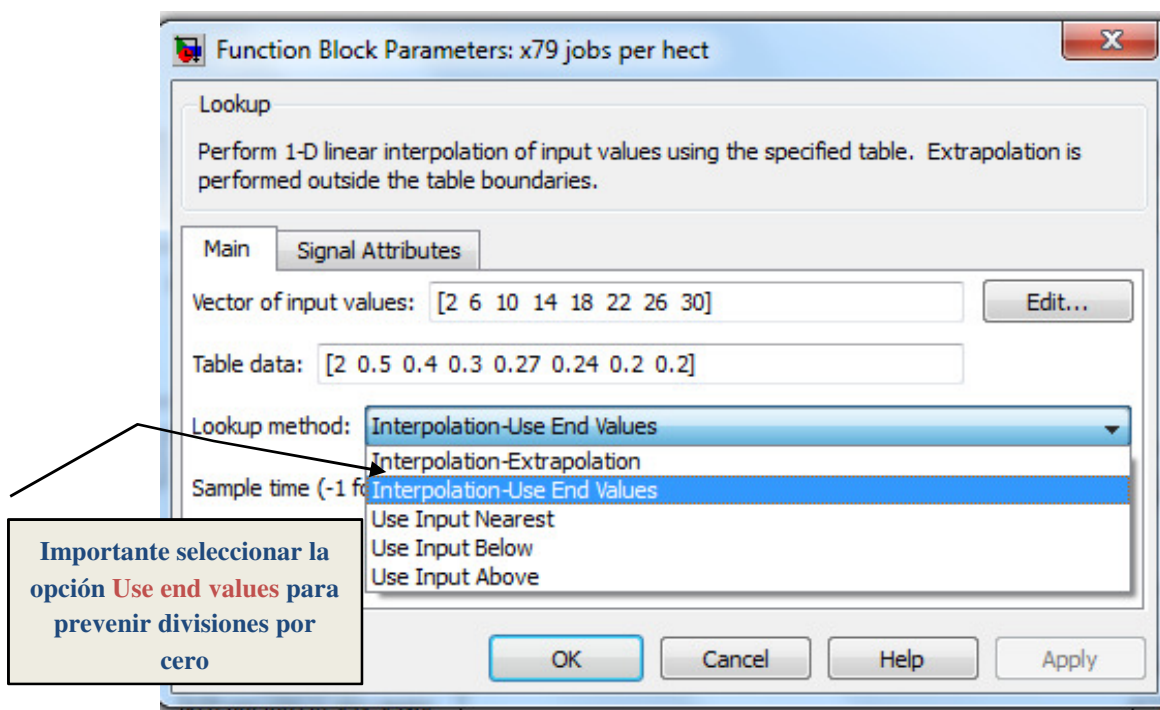 Function Block Parameters: x79 jobs per hect
Lookup
Perform 1-D linear interpolation of input values using the specified table. Extrapolation is
performed outside the table boundaries.
Main Signal Attributes
Vector of input values: [2 6 10 14 18 22 26 30] Edit...
Table data: [2 0.5 0.4 0.3 0.27 0.24 0.2 0.2]
Lookup method: Interpolation-Use End Values
Interpolation-Extrapolation
Sample time (-1 Interpolation-Use End Values
Use Input Nearest
Use Input Below
Use Input Above
Importante seleccionar la
opción Use end values para
prevenir divisiones por
cero
OK Cancel Help Apply